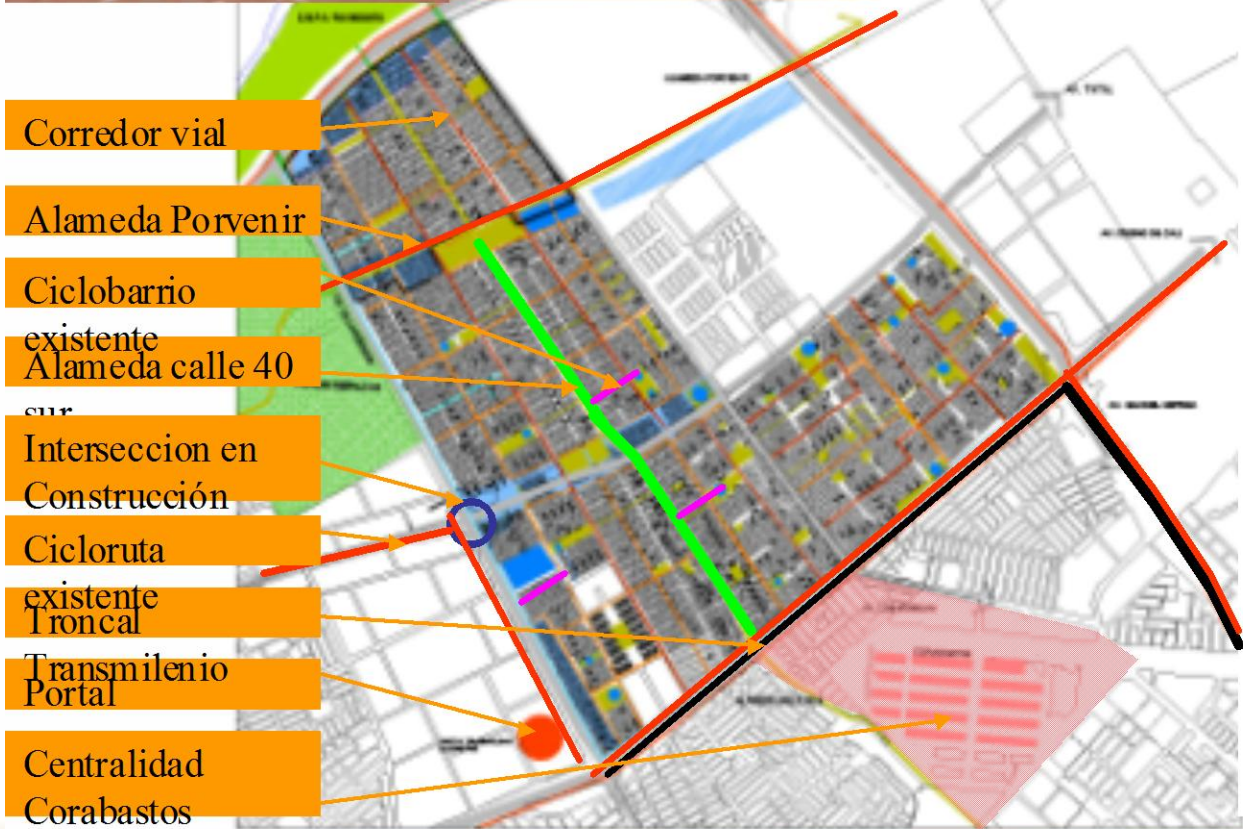 Corredor vial
Alameda Porvenir
Ciclobarrio
existente
Alameda calle 40
sur
Interseccion en
Construcción
Cicloruta
existente
Troncal
Transmilenio
Portal
Centralidad
Corabastos